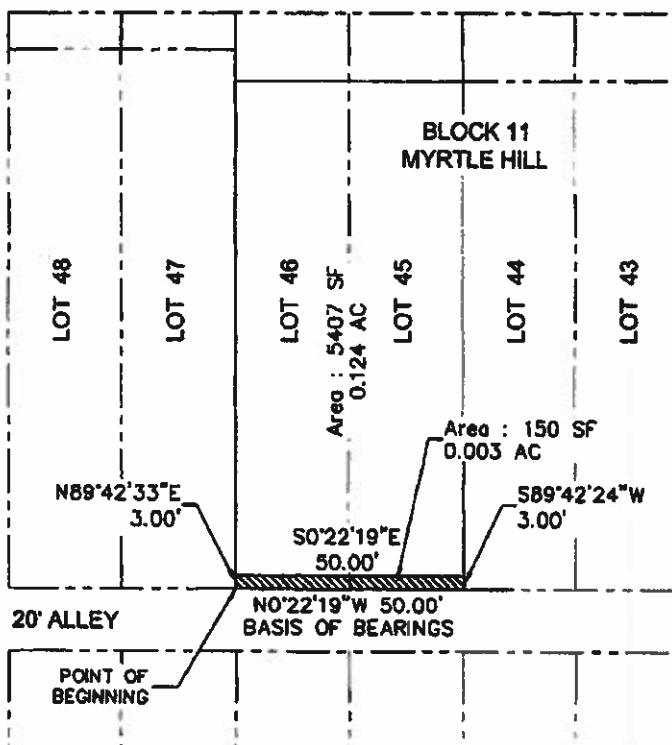 BLOCK 11
MYRTLE HILL
LOT 48
LOT 47
LOT 46
Area : 5407 SF
0.124 AC
LOT 45
LOT 44
LOT 43
Area : 150 SF
0.003 AC
N89°42'33"E
3.00'
S0°22'19"E
50.00'
S89°42'24"W
3.00'
20' ALLEY
N0°22'19"W 50.00'
BASIS OF BEARINGS
POINT OF
BEGINNING